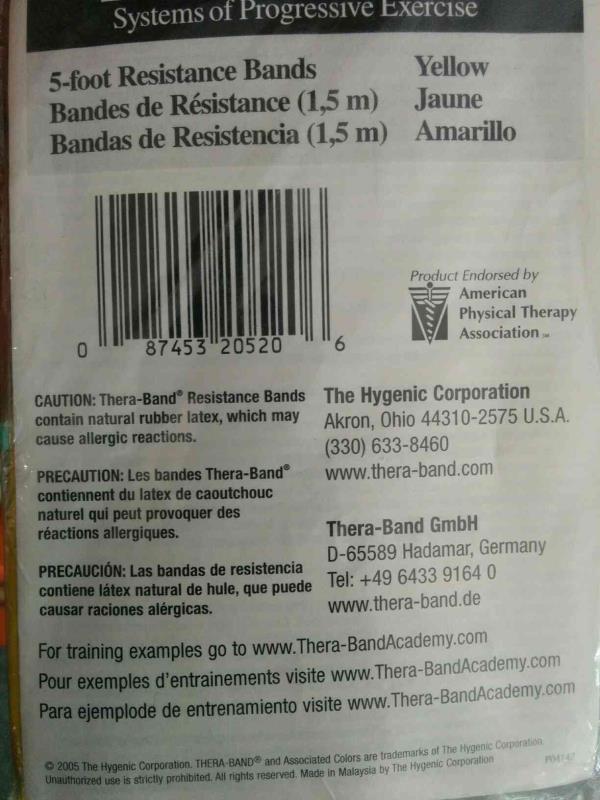 Systems of Progressive Exercise
5-foot Resistance Bands Yellow
Bandes de Résistance (1,5 m) Jaune
Bandas de Resistencia (1,5 m) Amarillo
0 87453 20520 6
Product Endorsed by
American
Physical Therapy
Association SM
CAUTION: Thera-Band® Resistance Bands
contain natural rubber latex, which may
cause allergic reactions.
PRECAUTION: Les bandes Thera-Band®
contiennent du latex de caoutchouc
naturel qui peut provoquer des
réactions allergiques.
PRECAUCIÓN: Las bandas de resistencia
contiene látex natural de hule, que puede
causar raciones alérgicas.
The Hygenic Corporation
Akron, Ohio 44310-2575 U.S.A.
(330) 633-8460
www.thera-band.com
Thera-Band GmbH
D-65589 Hadamar, Germany
Tel: +49 6433 9164 0
www.thera-band.de
For training examples go to www.Thera-BandAcademy.com
Pour exemples d'entrainements visite www.Thera-BandAcademy.com
Para ejemplode de entrenamiento visite www.Thera-BandAcademy.com
© 2005 The Hygenic Corporation. THERA-BAND® and Associated Colors are trademarks of The Hygenic Corporation.
Unauthorized use is strictly prohibited. All rights reserved. Made in Malaysia by The Hygenic Corporation